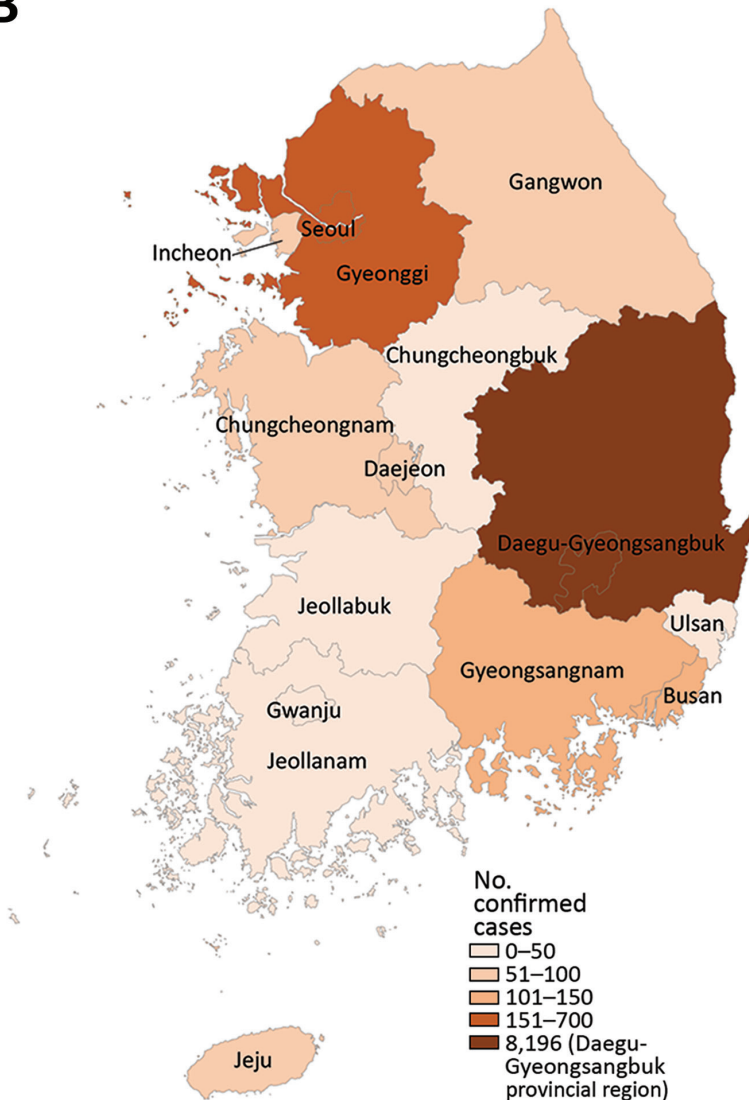 B
Gangwon
Seoul
Incheon
Gyeonggi
Chungcheongbuk
Chungcheongnam
Daejeon
Daegu-Gyeongsangbuk
Jeollabuk
Ulsan
Gyeongsangnam
Busan
Gwanju
Jeollanam
No.
confirmed
cases
0–50
51–100
101–150
151–700
8,196 (Daegu-
Gyeongsangbuk
provincial region)
Jeju